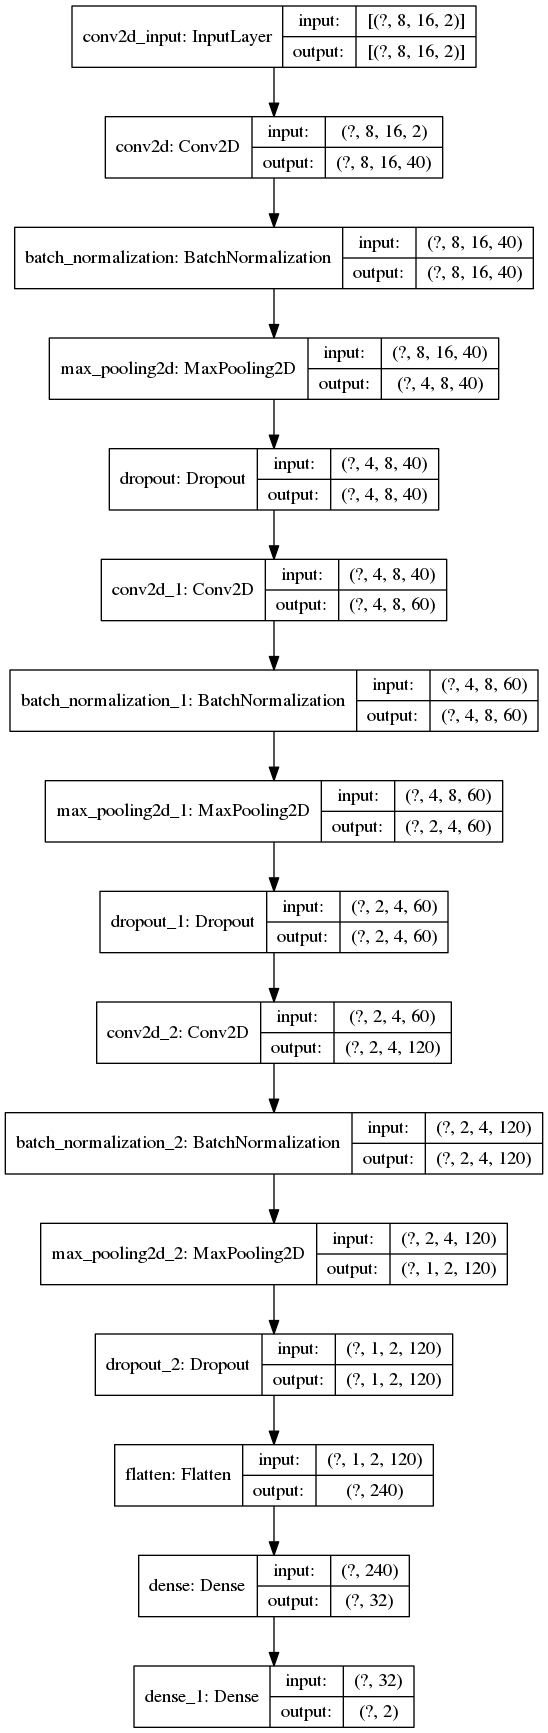 conv2d_input: InputLayer
input: [(?, 8, 16, 2)]
output: [(?, 8, 16, 2)]
conv2d: Conv2D
input: (?, 8, 16, 2)
output: (?, 8, 16, 40)
batch_normalization: BatchNormalization
input: (?, 8, 16, 40)
output: (?, 8, 16, 40)
max_pooling2d: MaxPooling2D
input: (?, 8, 16, 40)
output: (?, 4, 8, 40)
dropout: Dropout
input: (?, 4, 8, 40)
output: (?, 4, 8, 40)
conv2d_1: Conv2D
input: (?, 4, 8, 40)
output: (?, 4, 8, 60)
batch_normalization_1: BatchNormalization
input: (?, 4, 8, 60)
output: (?, 4, 8, 60)
max_pooling2d_1: MaxPooling2D
input: (?, 4, 8, 60)
output: (?, 2, 4, 60)
dropout_1: Dropout
input: (?, 2, 4, 60)
output: (?, 2, 4, 60)
conv2d_2: Conv2D
input: (?, 2, 4, 60)
output: (?, 2, 4, 120)
batch_normalization_2: BatchNormalization
input: (?, 2, 4, 120)
output: (?, 2, 4, 120)
max_pooling2d_2: MaxPooling2D
input: (?, 2, 4, 120)
output: (?, 1, 2, 120)
dropout_2: Dropout
input: (?, 1, 2, 120)
output: (?, 1, 2, 120)
flatten: Flatten
input: (?, 1, 2, 120)
output: (?, 240)
dense: Dense
input: (?, 240)
output: (?, 32)
dense_1: Dense
input: (?, 32)
output: (?, 2)